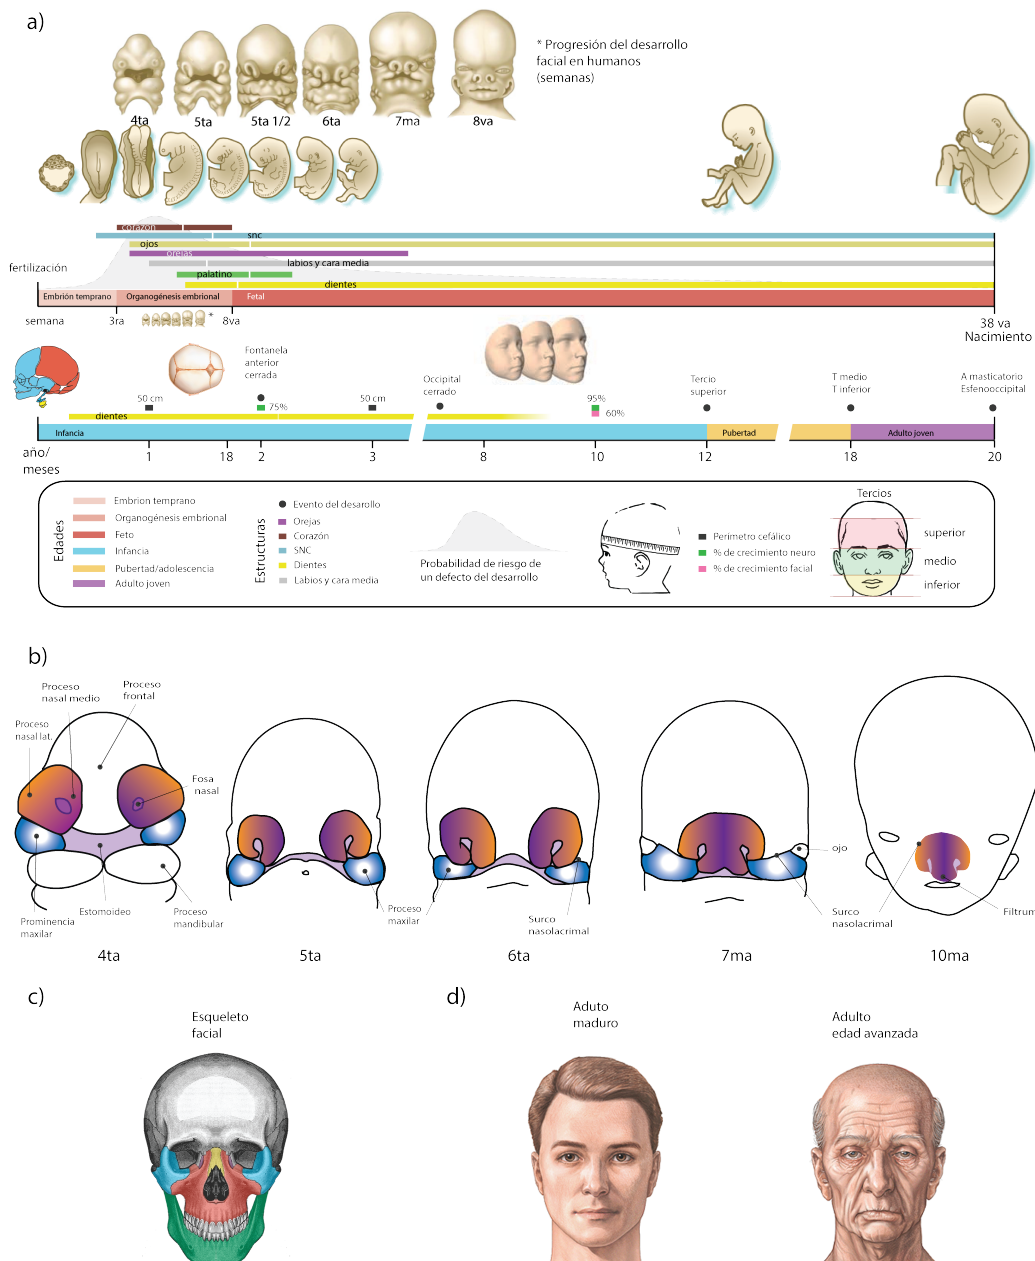 a)
* Progresión del desarrollo
facial en humanos
(semanas)
4ta
5ta
5ta 1/2
6ta
7ma
8va
corazón
snc
ojos
orejas
labios y cara media
palatino
dientes
fertilización
Embrión temprano
Organogénesis embrional
Fetal
semana
3ra
*
8va
38 va
Nacimiento
Fontanela
anterior
cerrada
50 cm
75%
50 cm
Occipital
cerrado
95%
60%
Tercio
superior
T medio
T inferior
A masticatorio
Esfenooccipital
dientes
Infancia
Pubertad
Adulto joven
año/
meses
1
18
2
3
8
10
12
18
20
Edades
Embrion temprano
Organogénesis embrional
Feto
Infancia
Pubertad/adolescencia
Adulto joven
Estructuras
Evento del desarollo
Orejas
Corazón
SNC
Dientes
Labios y cara media
Probabilidad de riesgo de
un defecto del desarrollo
Perimetro cefálico
% de crecimiento neuro
% de crecimiento facial
Tercios
superior
medio
inferior
b)
Proceso
nasal medio
Proceso
frontal
Proceso
nasal lat.
Fosa
nasal
Prominencia
maxilar
Estomoideo
Proceso
mandibular
Proceso
maxilar
Surco
nasolacrimal
ojo
Surco
nasolacrimal
Filtrum
4ta
5ta
6ta
7ma
10ma
c)
Esqueleto
facial
d)
Aduto
maduro
Adulto
edad avanzada